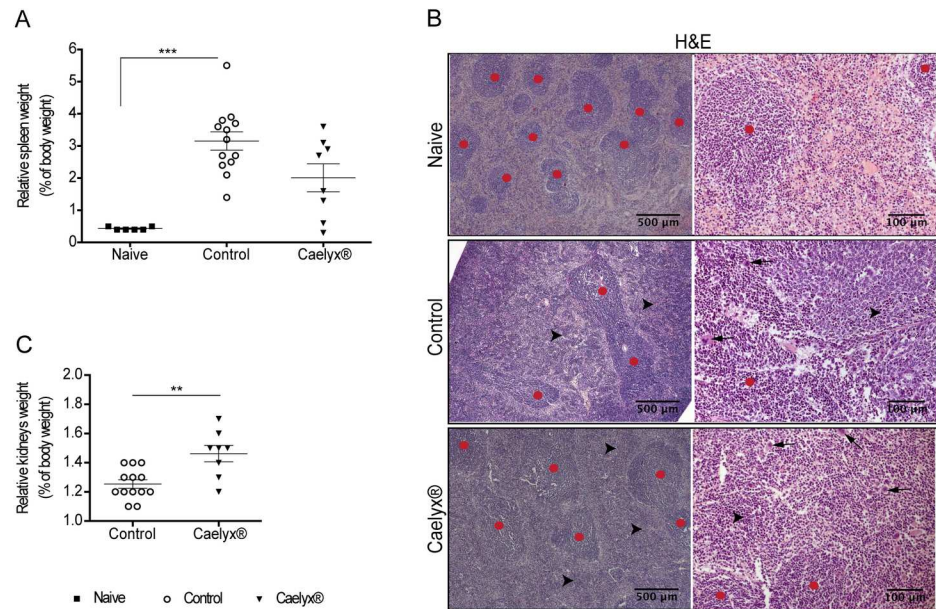 A
Relative spleen weight
(% of body weight)
6
5
4
3
2
1
0
***
Naive
Control
Caelyx®
B
H&E
Naive
500 µm
100 µm
Control
500 µm
100 µm
Caelyx®
500 µm
100 µm
C
Relative kidneys weight
(% of body weight)
2.0
1.8
1.6
1.4
1.2
1.0
**
Control
Caelyx®
Naive
Control
Caelyx®